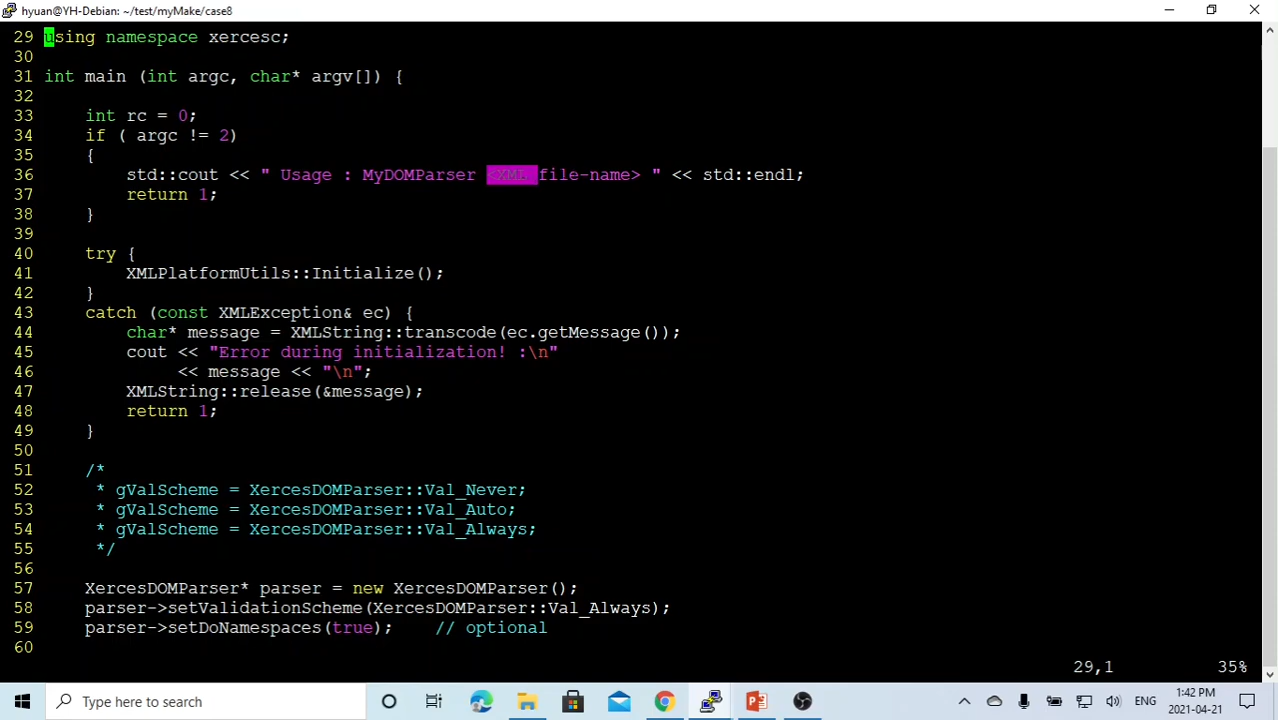 hyuan@YH-Debian: ~/test/myMake/case8
29 using namespace xercesc;
30
31 int main (int argc, char* argv[]) {
32
33     int rc = 0;
34     if ( argc != 2)
35     {
36         std::cout << " Usage : MyDOMParser <XML file-name> " << std::endl;
37         return 1;
38     }
39
40     try {
41         XMLPlatformUtils::Initialize();
42     }
43     catch (const XMLException& ec) {
44         char* message = XMLString::transcode(ec.getMessage());
45         cout << "Error during initialization! :\n"
46              << message << "\n";
47         XMLString::release(&message);
48         return 1;
49     }
50
51     /*
52      * gValScheme = XercesDOMParser::Val_Never;
53      * gValScheme = XercesDOMParser::Val_Auto;
54      * gValScheme = XercesDOMParser::Val_Always;
55      */
56
57     XercesDOMParser* parser = new XercesDOMParser();
58     parser->setValidationScheme(XercesDOMParser::Val_Always);
59     parser->setDoNamespaces(true);    // optional
60
29,1 35%
Type here to search
ENG
1:42 PM
2021-04-21